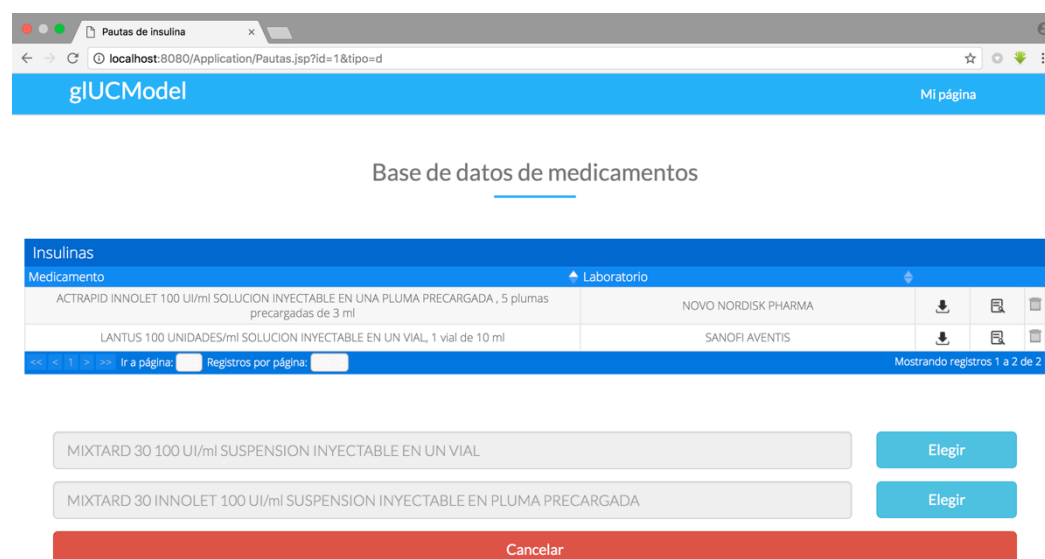 Pautas de insulina
localhost:8080/Application/Pautas.jsp?id=1&tipo=d
glUCModel
Mi página
Base de datos de medicamentos
Insulinas
Medicamento Laboratorio
ACTRAPID INNOLET 100 UI/ml SOLUCION INYECTABLE EN UNA PLUMA PRECARGADA , 5 plumas
precargadas de 3 ml NOVO NORDISK PHARMA
LANTUS 100 UNIDADES/ml SOLUCION INYECTABLE EN UN VIAL, 1 vial de 10 ml SANOFI AVENTIS
<< < 1 > >> Ir a página: Registros por página: Mostrando registros 1 a 2 de 2
MIXTARD 30 100 UI/ml SUSPENSION INYECTABLE EN UN VIAL Elegir
MIXTARD 30 INNOLET 100 UI/ml SUSPENSION INYECTABLE EN PLUMA PRECARGADA Elegir
Cancelar